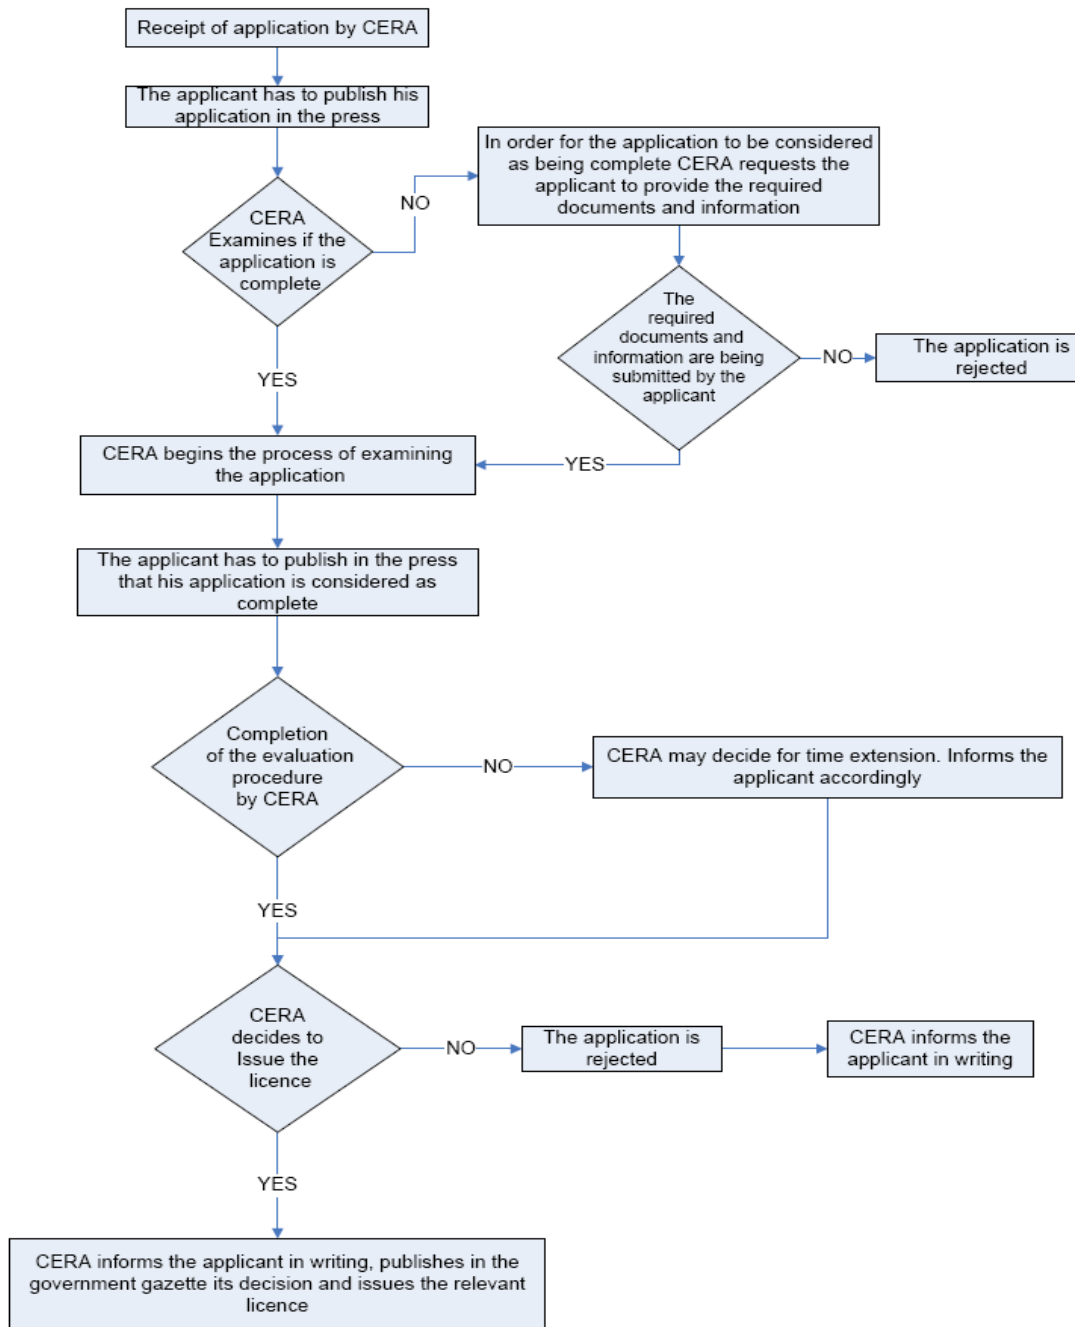 Receipt of application by CERA
The applicant has to publish his
application in the press
In order for the application to be considered
as being complete CERA requests the
applicant to provide the required
documents and information
NO
CERA
Examines if the
application is
complete
The
required
documents and
information are being
submitted by the
applicant
NO
The application is
rejected
YES
CERA begins the process of examining
the application
YES
The applicant has to publish in the press
that his application is considered as
complete
Completion
of the evaluation
procedure
by CERA
NO
CERA may decide for time extension. Informs the
applicant accordingly
YES
CERA
decides to
Issue the
licence
NO
The application is
rejected
CERA informs the
applicant in writing
YES
CERA informs the applicant in writing, publishes in the
government gazette its decision and issues the relevant
licence